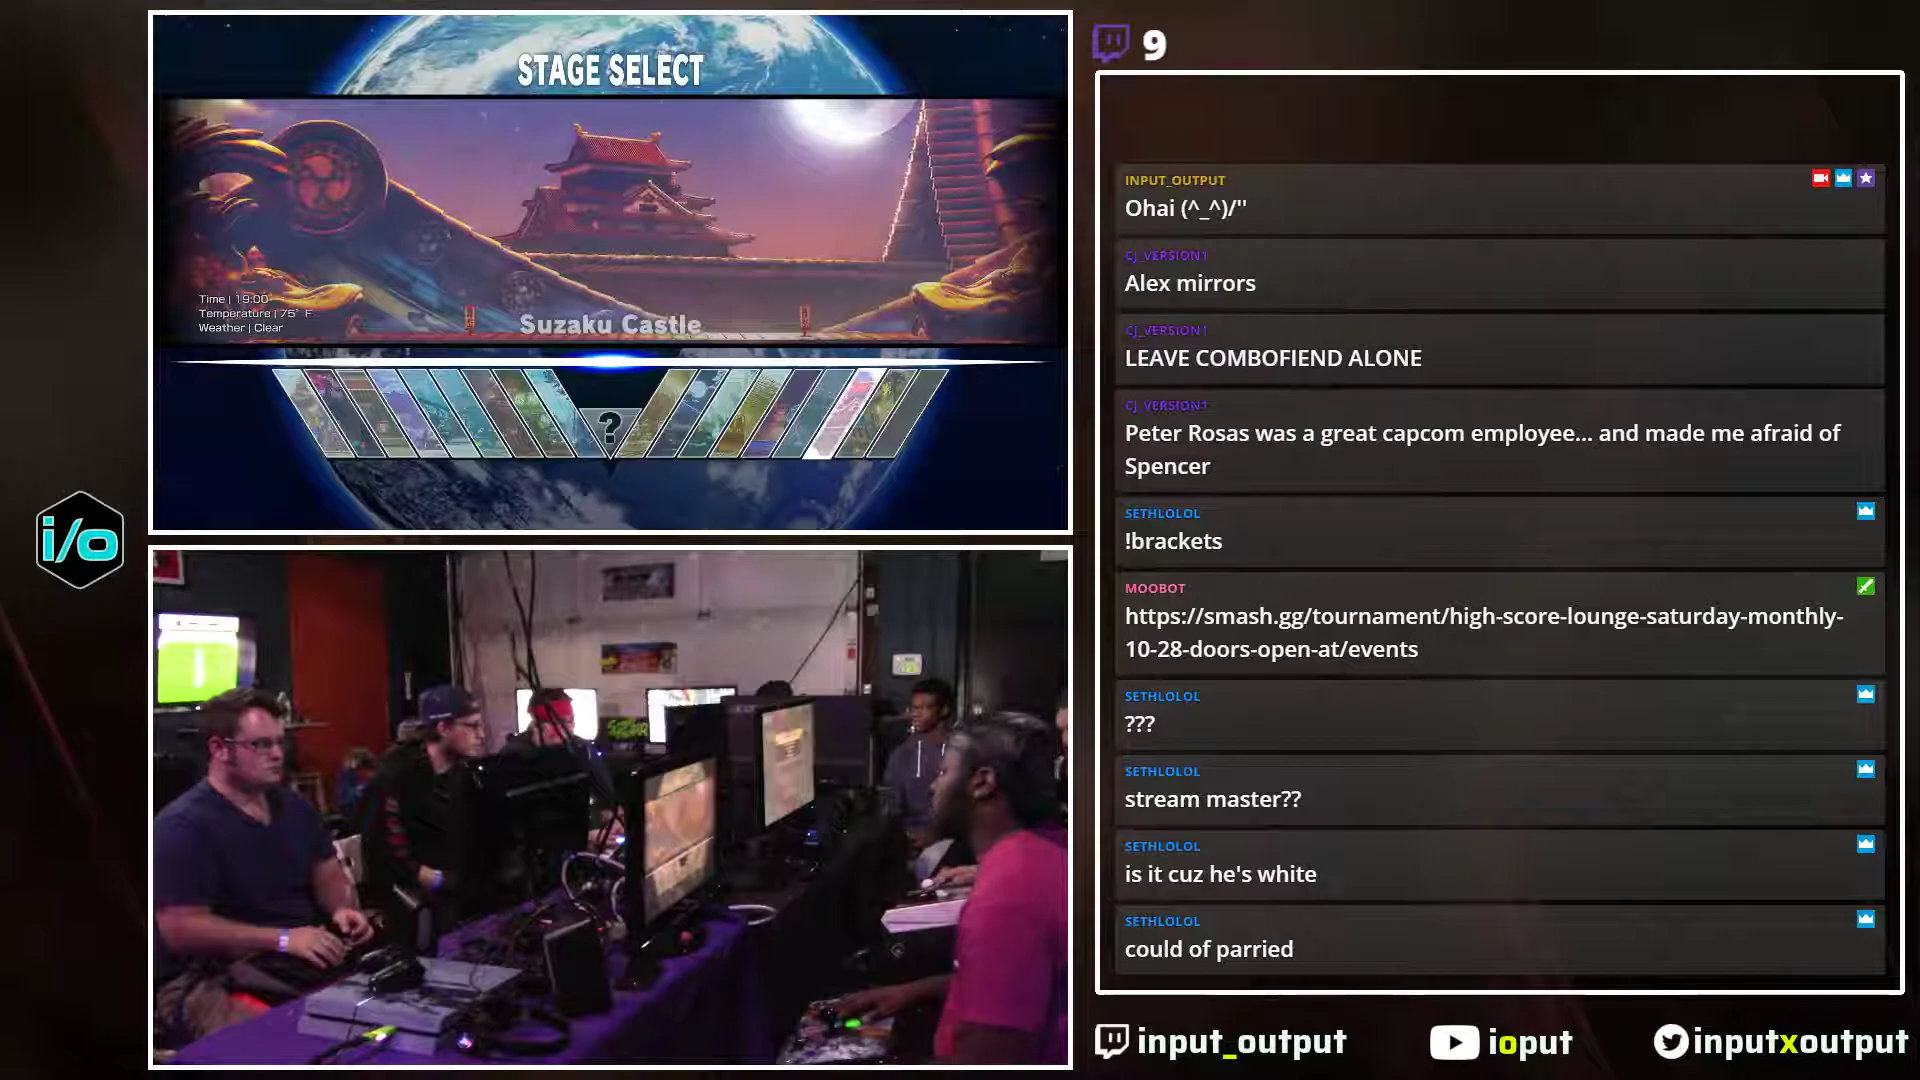 STAGE SELECT
Time | 19:00
Temperature | 75° F
Weather | Clear
Suzaku Castle
?
i/o
9
INPUT_OUTPUT
Ohai (^_^)/''
CJ_VERSION1
Alex mirrors
CJ_VERSION1
LEAVE COMBOFIEND ALONE
CJ_VERSION1
Peter Rosas was a great capcom employee... and made me afraid of
Spencer
SETHLOLOL
!brackets
MOOBOT
https://smash.gg/tournament/high-score-lounge-saturday-monthly-
10-28-doors-open-at/events
SETHLOLOL
???
SETHLOLOL
stream master??
SETHLOLOL
is it cuz he's white
SETHLOLOL
could of parried
input_output
ioput
inputxoutput